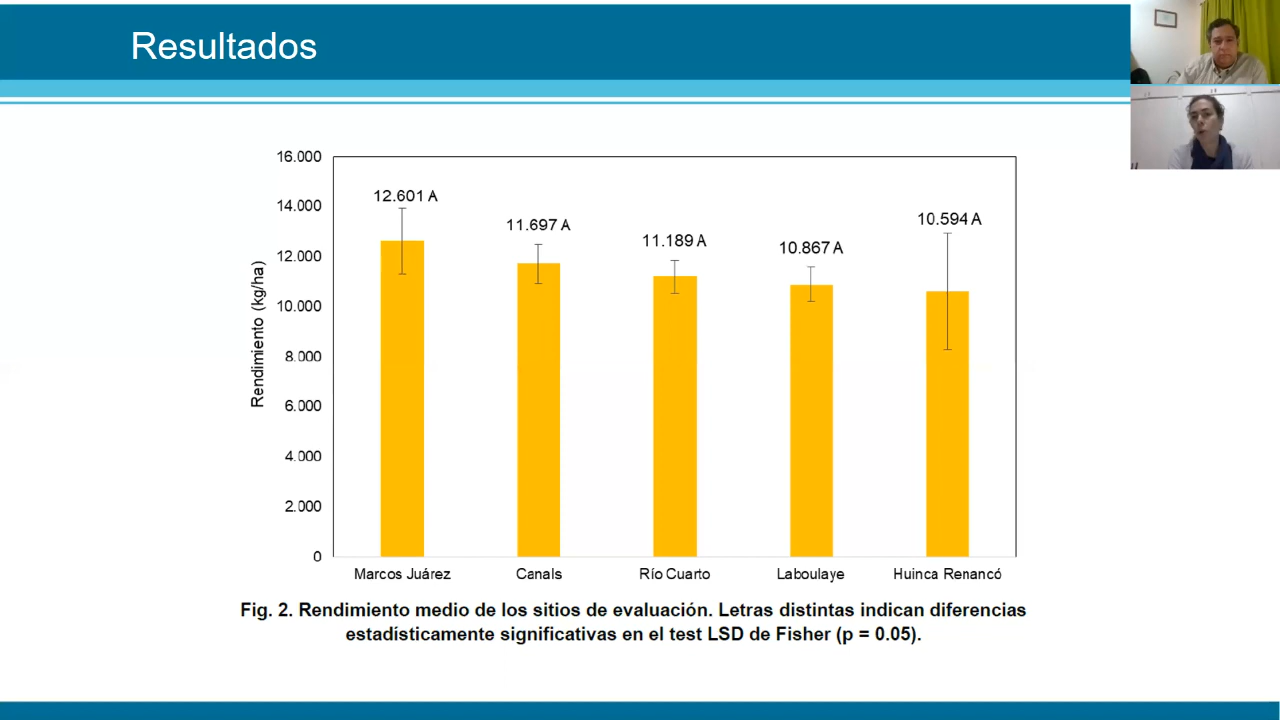 Resultados
16.000
14.000
12.000
10.000
8.000
6.000
4.000
2.000
0
Rendimiento (kg/ha)
12.601 A
11.697 A
11.189 A
10.867 A
10.594 A
Marcos Juárez
Canals
Río Cuarto
Laboulaye
Huinca Renancó
Fig. 2. Rendimiento medio de los sitios de evaluación. Letras distintas indican diferencias
estadísticamente significativas en el test LSD de Fisher (p = 0.05).